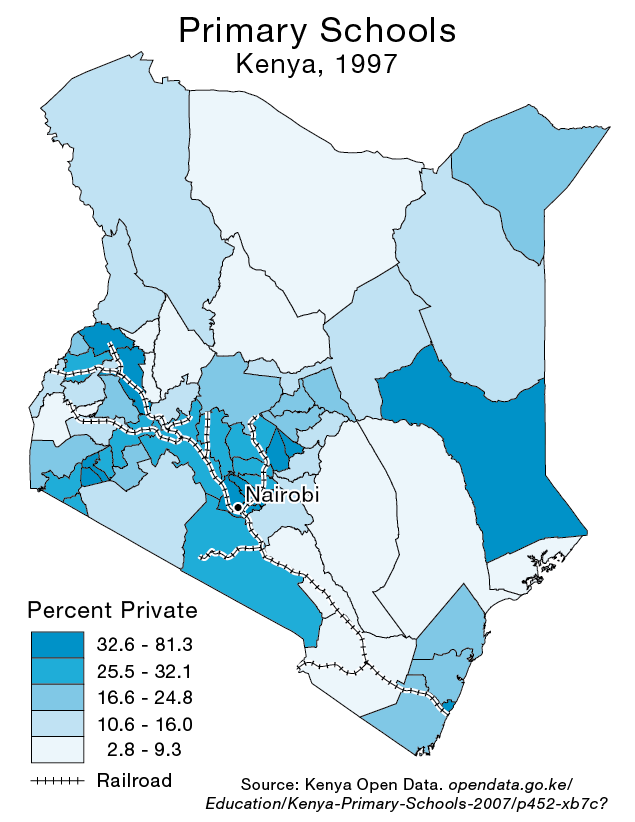 Primary Schools
Kenya, 1997
Nairobi
Percent Private
32.6 - 81.3
25.5 - 32.1
16.6 - 24.8
10.6 - 16.0
2.8 - 9.3
Railroad
Source: Kenya Open Data. opendata.go.ke/
Education/Kenya-Primary-Schools-2007/p452-xb7c?